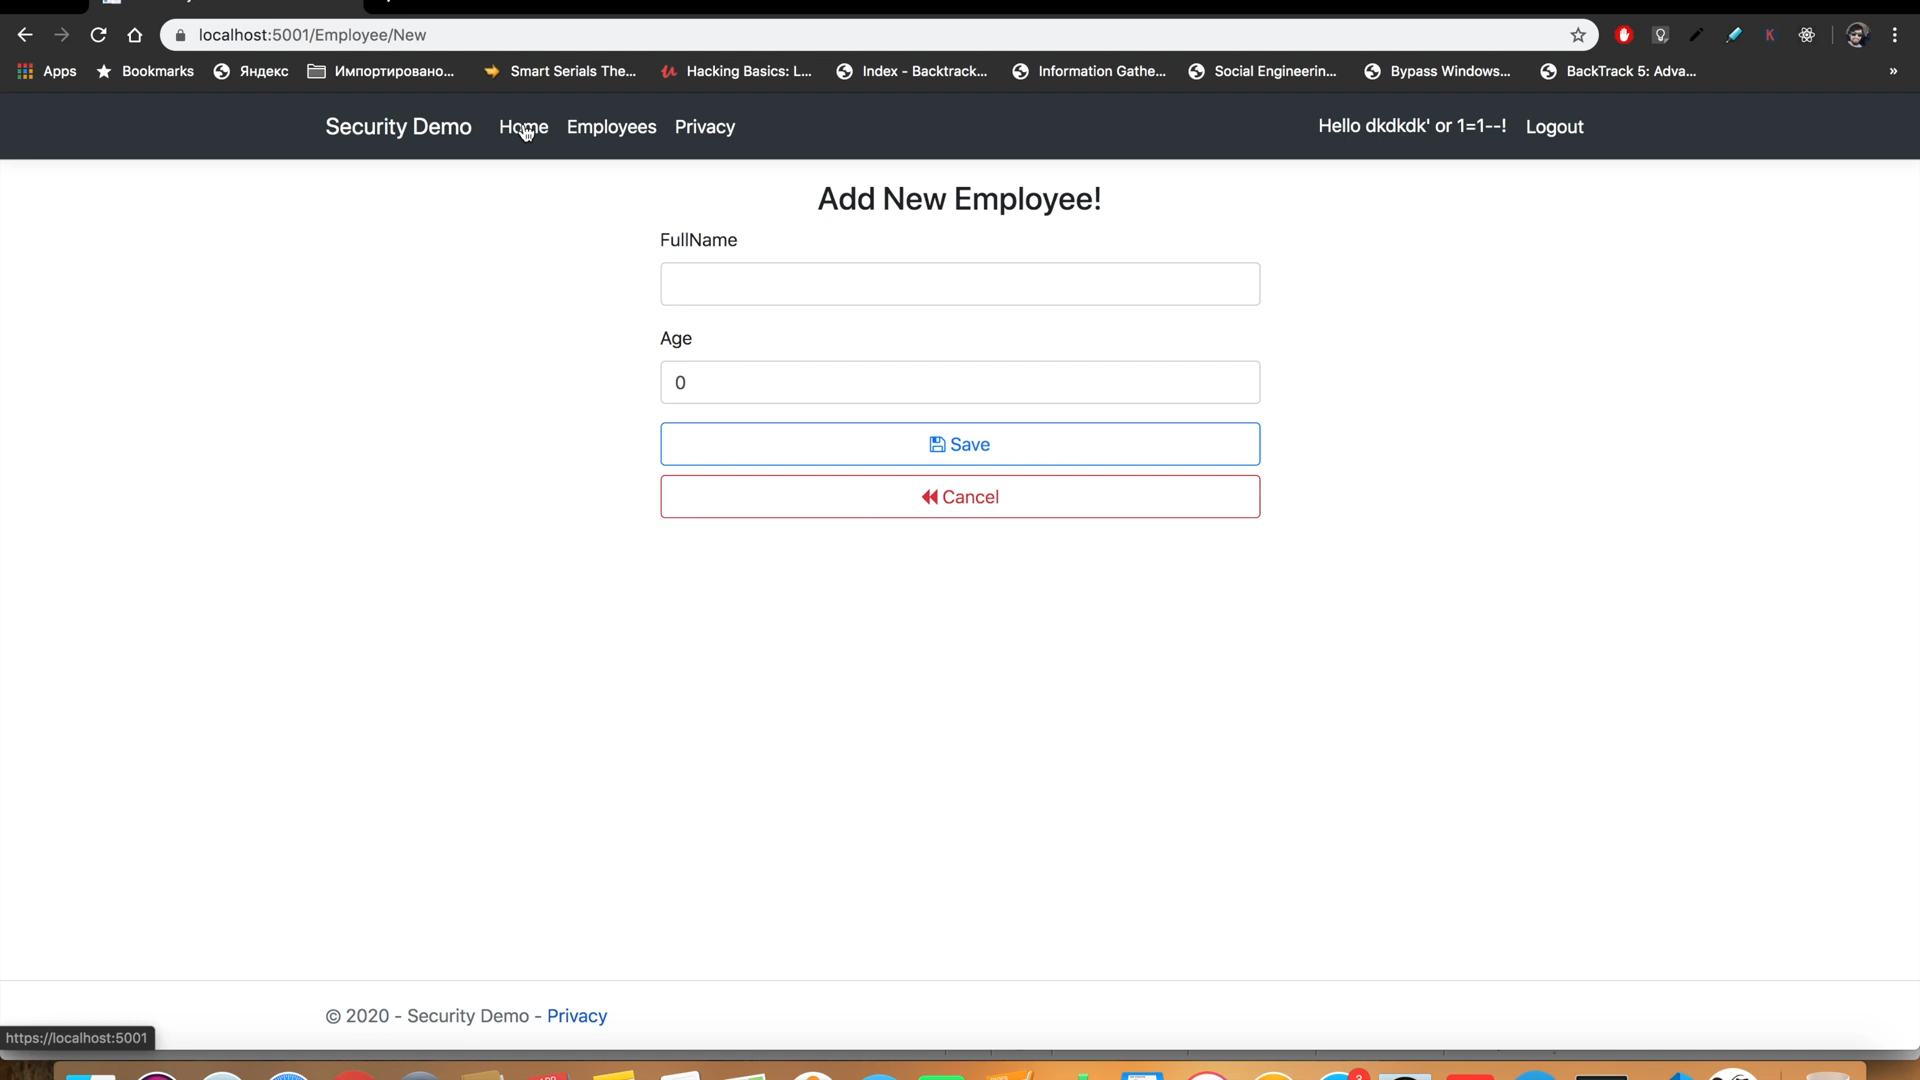 localhost:5001/Employee/New
Apps Bookmarks Яндекс Импортировано... Smart Serials The... Hacking Basics: L... Index - Backtrack... Information Gathe... Social Engineerin... Bypass Windows... BackTrack 5: Adva... »
Security Demo Home Employees Privacy Hello dkdkdk' or 1=1--! Logout
Add New Employee!
FullName
Age
0
Save
Cancel
© 2020 - Security Demo - Privacy
https://localhost:5001
3